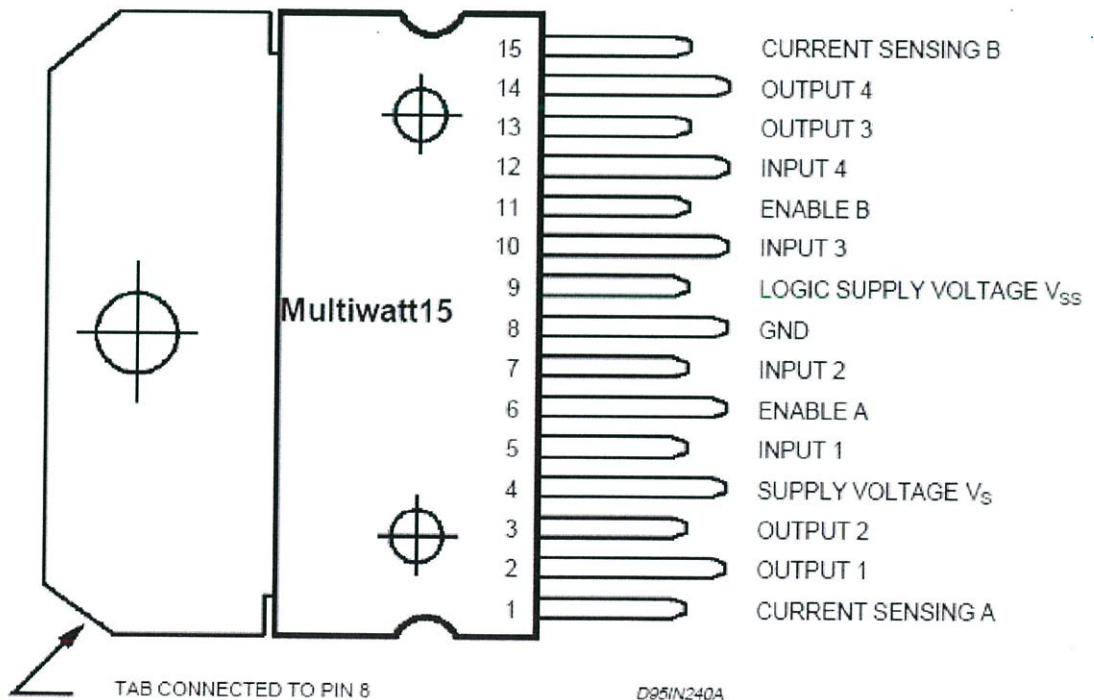 15 CURRENT SENSING B
14 OUTPUT 4
13 OUTPUT 3
12 INPUT 4
11 ENABLE B
10 INPUT 3
9 LOGIC SUPPLY VOLTAGE VSS
Multiwatt15
8 GND
7 INPUT 2
6 ENABLE A
5 INPUT 1
4 SUPPLY VOLTAGE VS
3 OUTPUT 2
2 OUTPUT 1
1 CURRENT SENSING A
TAB CONNECTED TO PIN 8
D95IN240A